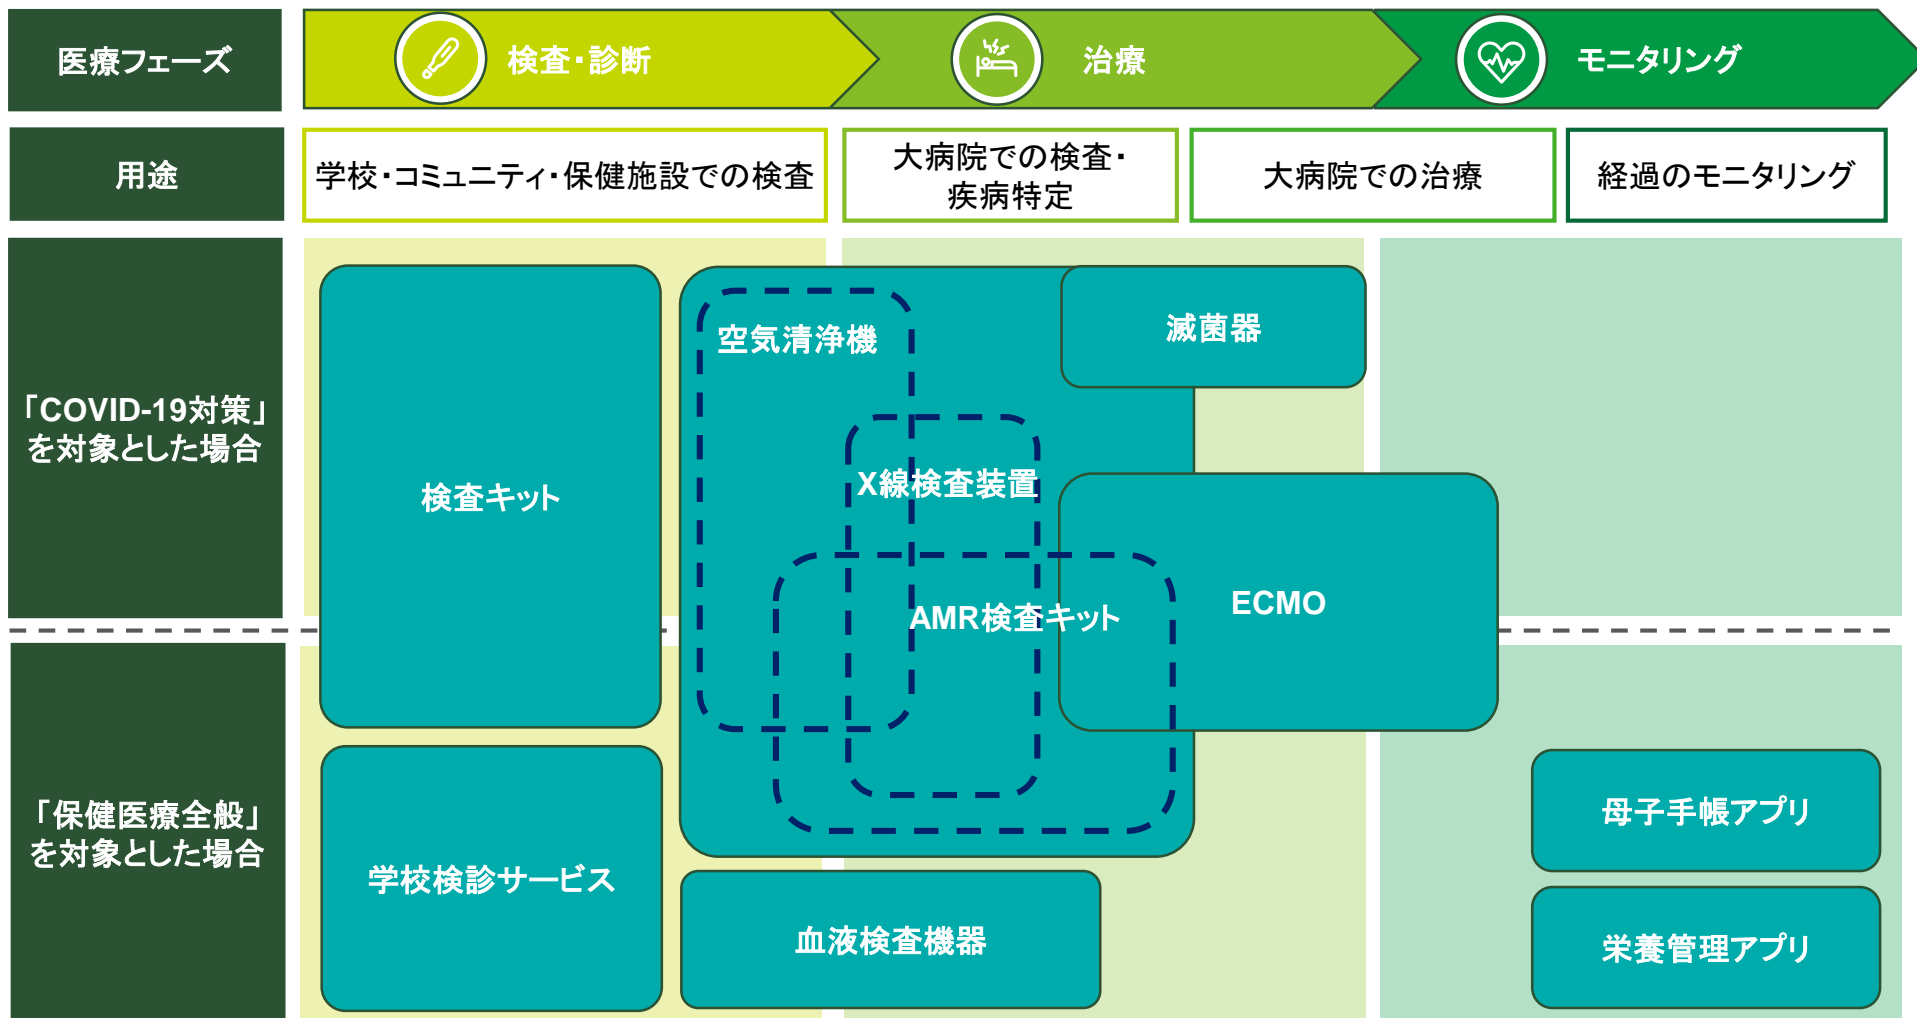 医療フェーズ
検査・診断
治療
モニタリング
用途
学校・コミュニティ・保健施設での検査
大病院での検査・
疾病特定
大病院での治療
経過のモニタリング
「COVID-19対策」
を対象とした場合
検査キット
空気清浄機
滅菌器
X線検査装置
AMR検査キット
ECMO
「保健医療全般」
を対象とした場合
学校検診サービス
血液検査機器
母子手帳アプリ
栄養管理アプリ